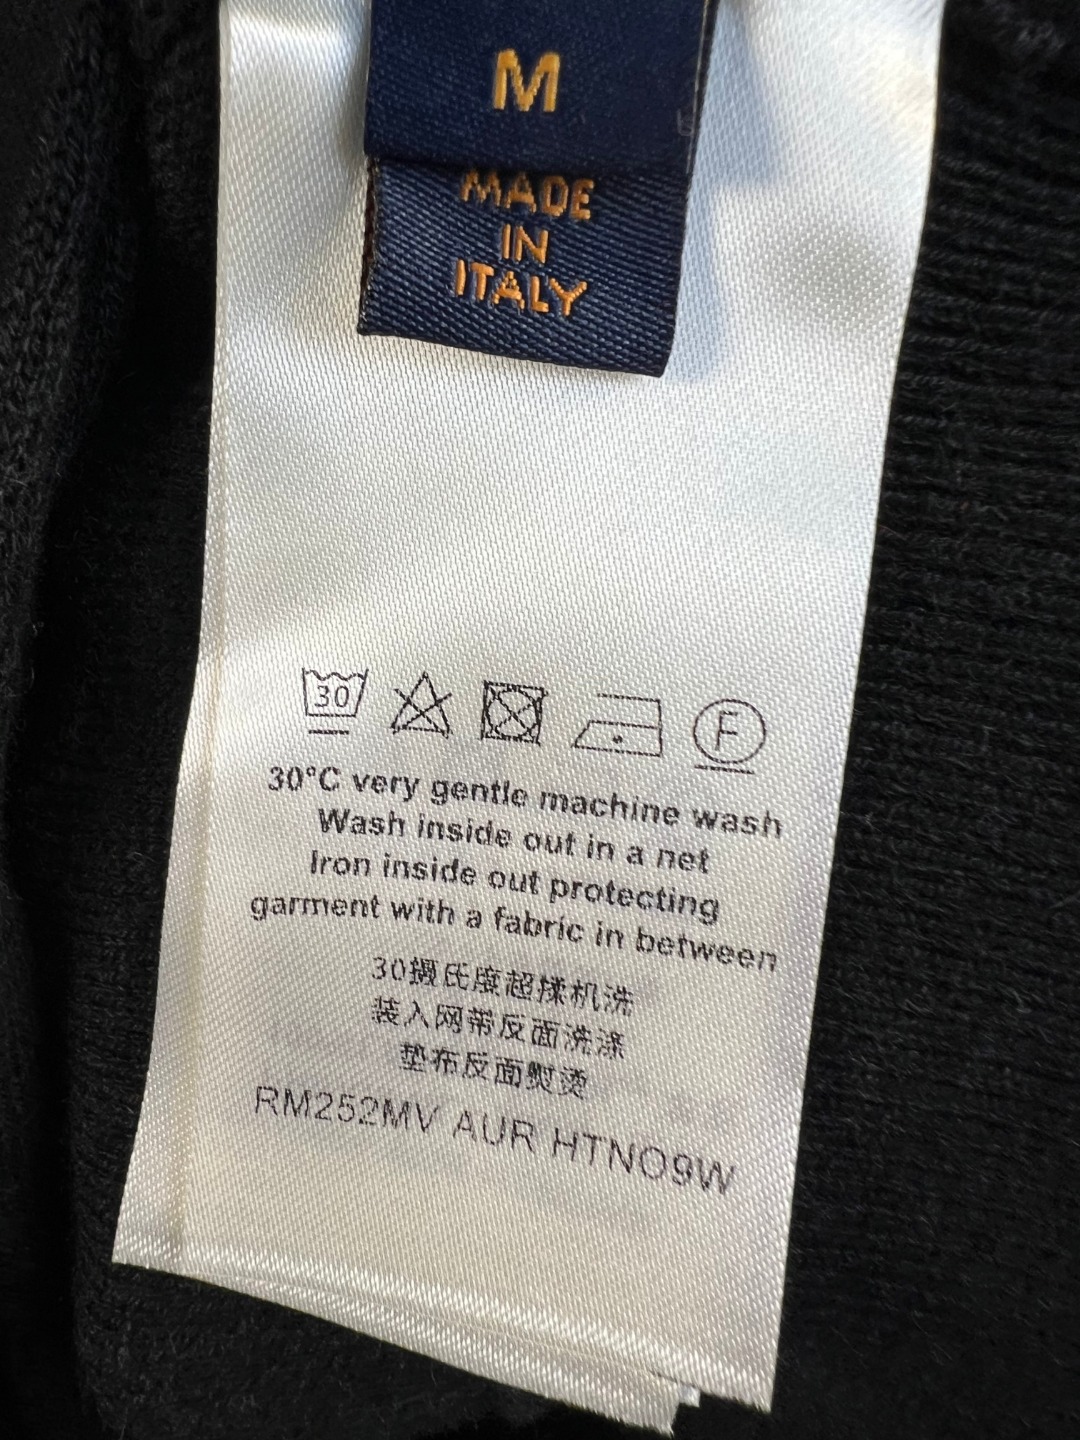 M
MADE
IN
ITALY
30
F
30°C very gentle machine wash
Wash inside out in a net
Iron inside out protecting
garment with a fabric in between
30摄氏度超揉机洗
装入网带反面洗涤
垫布反面熨烫
RM252MV AUR HTNO9W